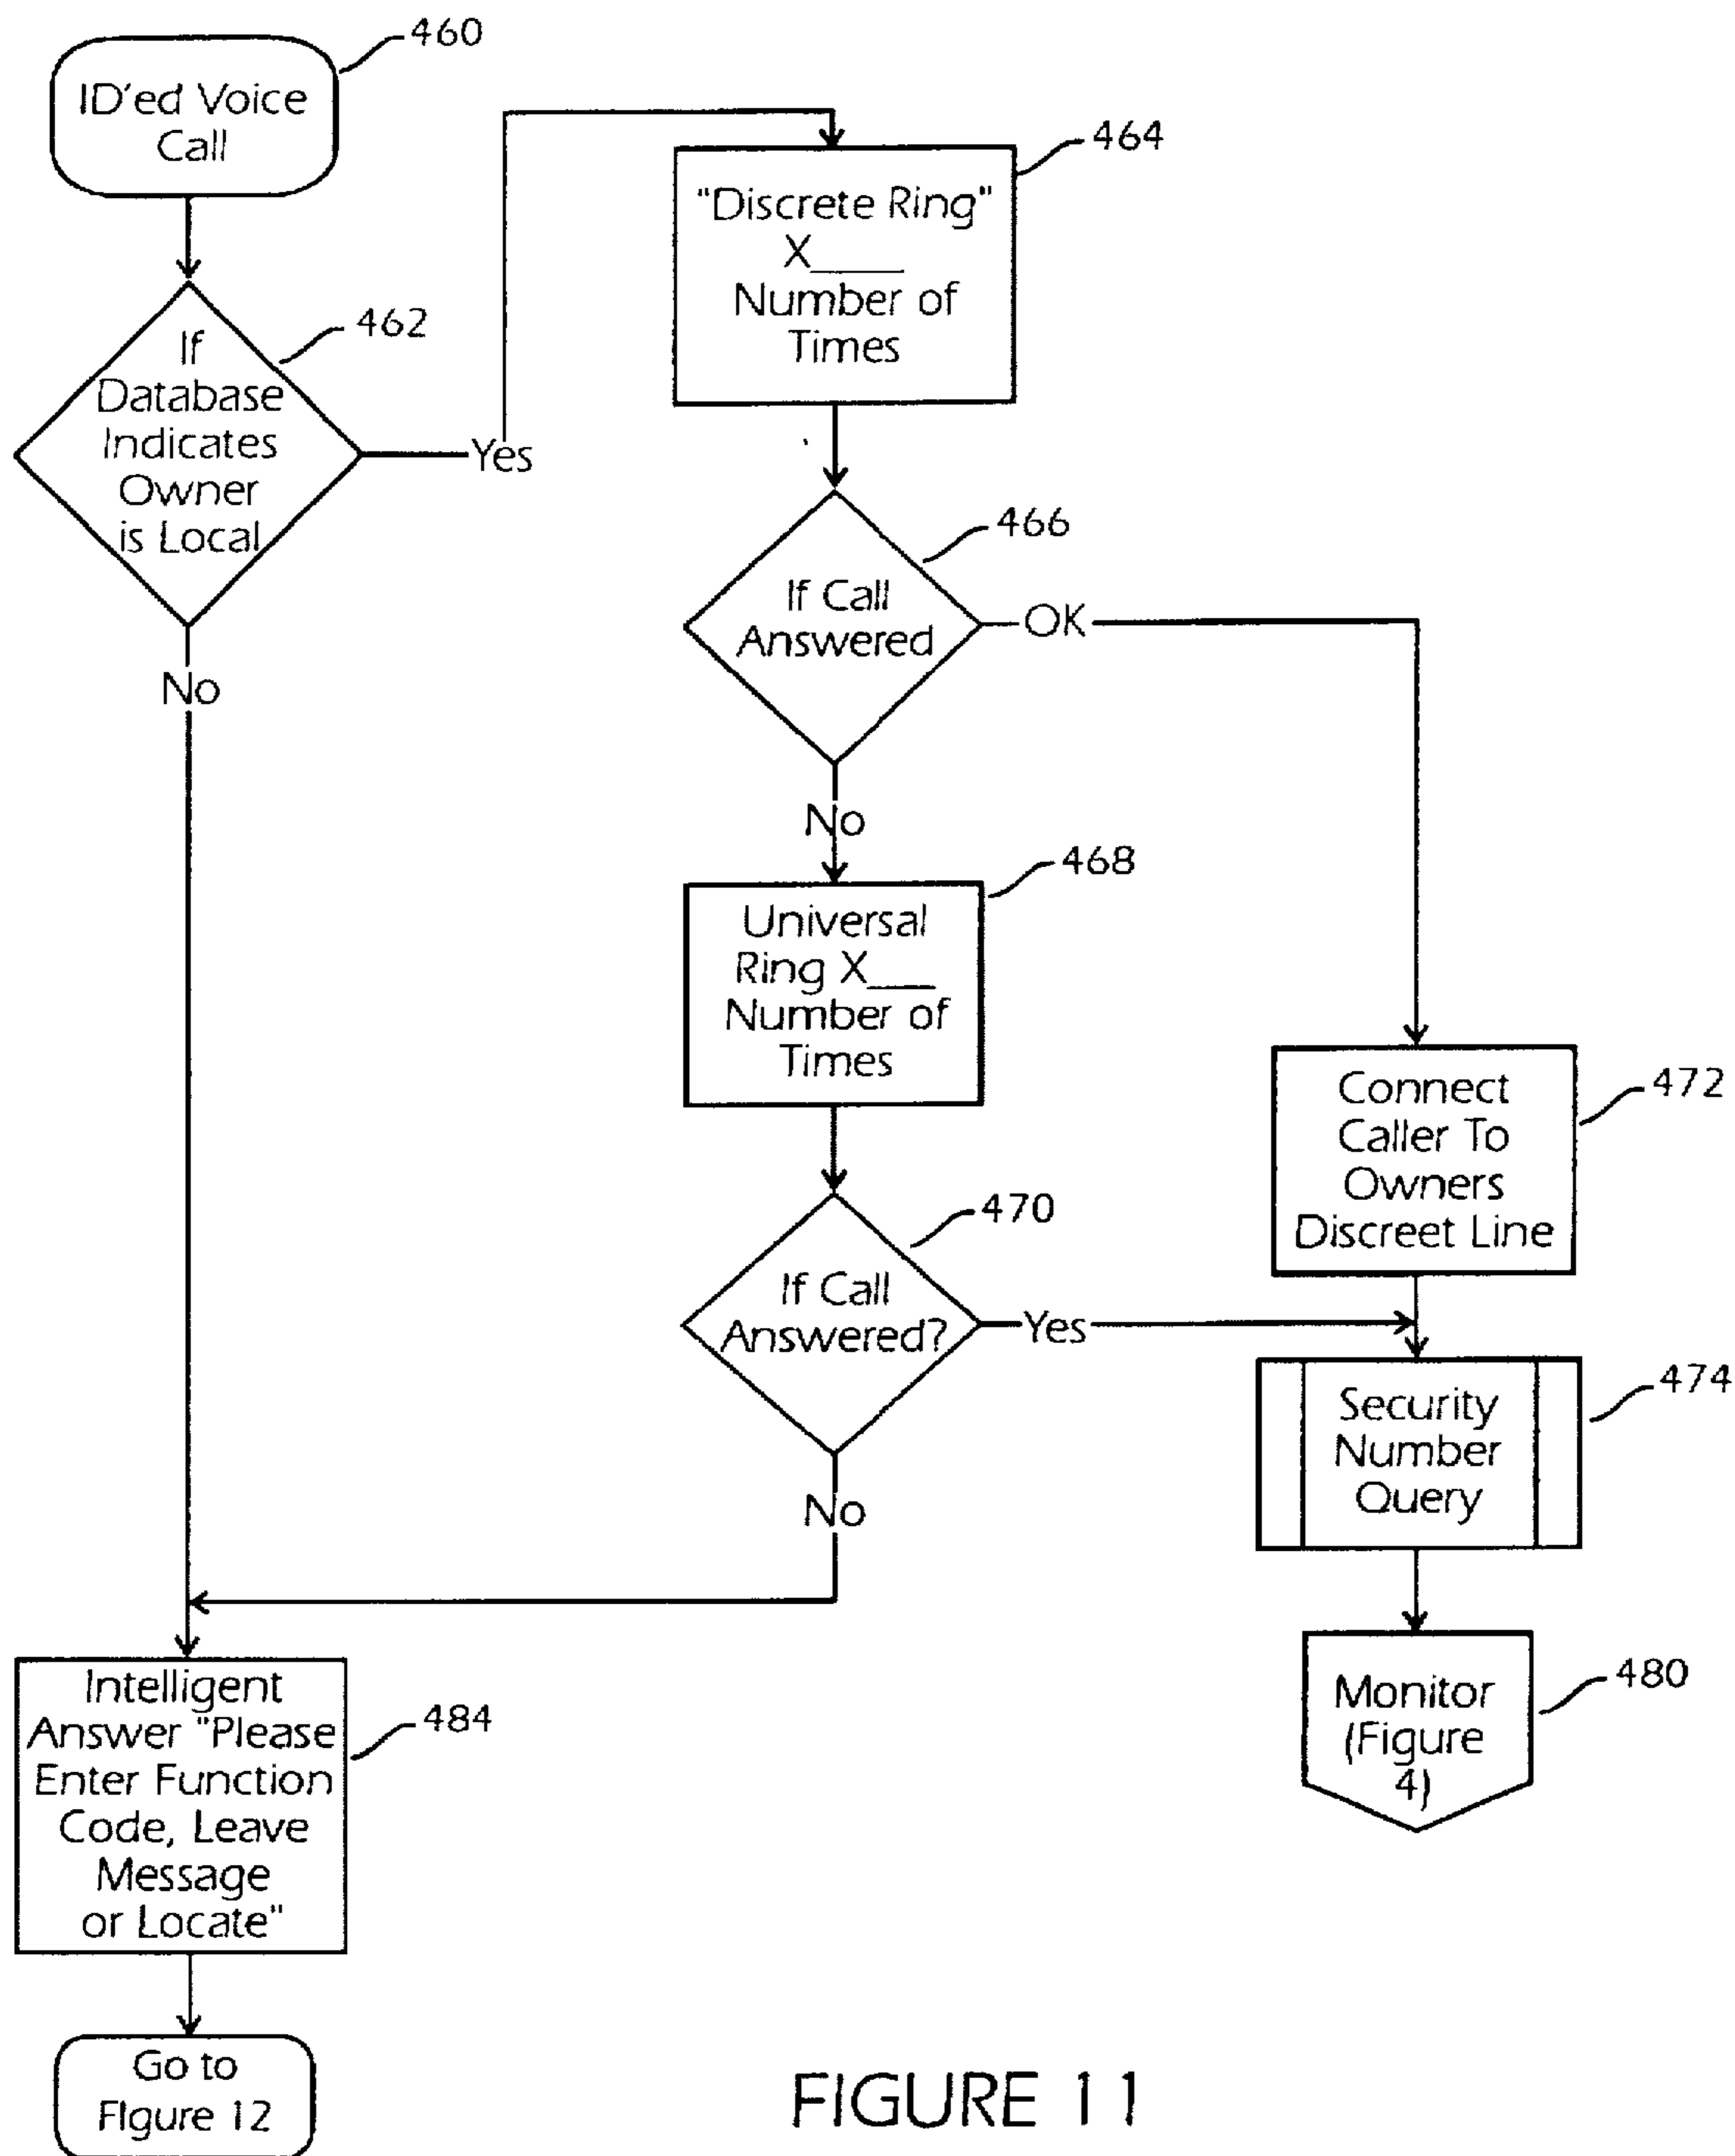 460
ID'ed Voice
Call
462
If
Database
Indicates
Owner
is Local
Yes
No
464
"Discrete Ring"
X____
Number of
Times
466
If Call
Answered
OK
No
468
Universal
Ring X___
Number of
Times
470
If Call
Answered?
Yes
No
472
Connect
Caller To
Owners
Discreet Line
474
Security
Number
Query
480
Monitor
(Figure
4)
484
Intelligent
Answer "Please
Enter Function
Code, Leave
Message
or Locate"
Go to
FIgure 12
FIGURE 11